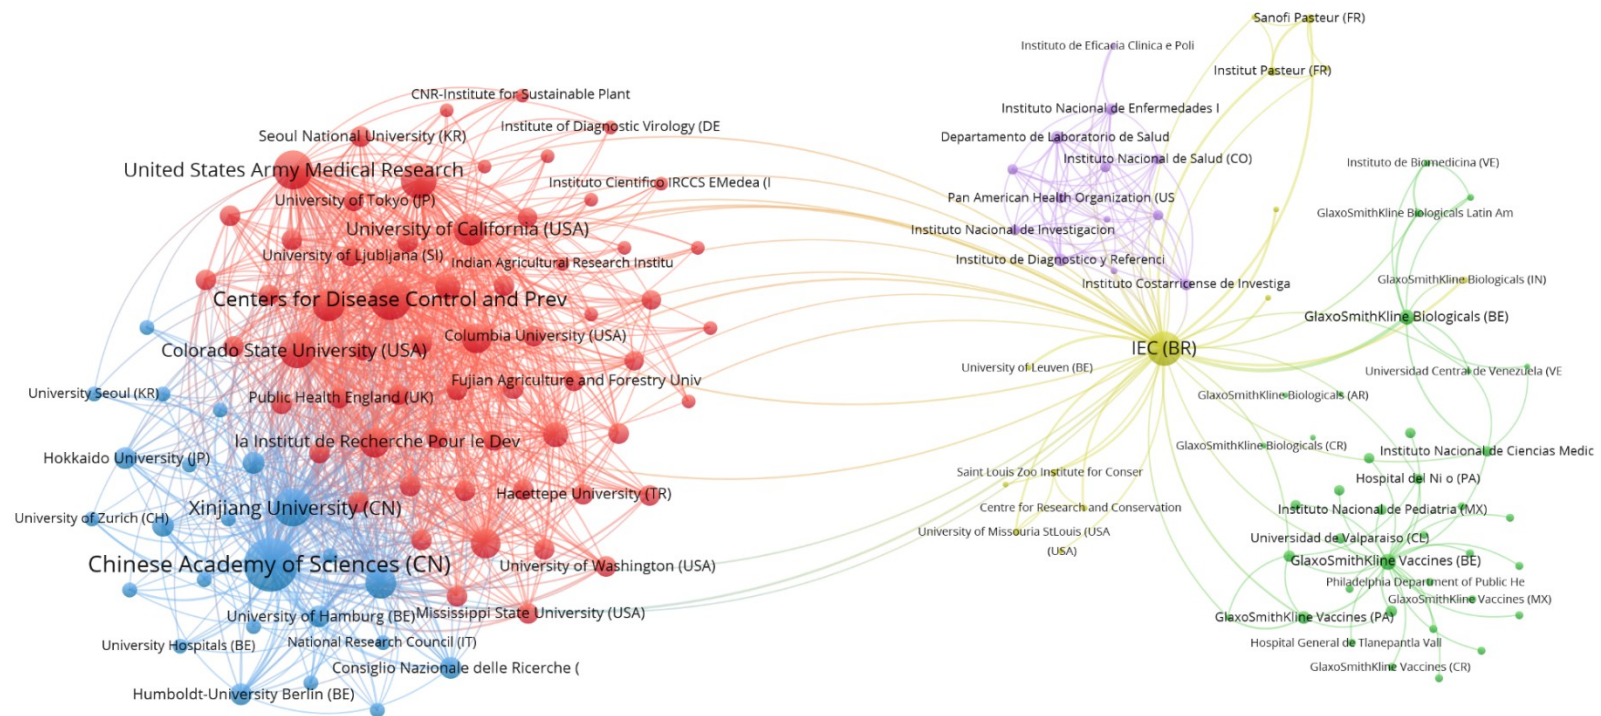 CNR-Institute for Sustainable Plant
Seoul National University (KR)
Institute of Diagnostic Virology (DE
United States Army Medical Research
Instituto Cientifico IRCCS EMedea (I
University of Tokyo (JP)
University of California (USA)
University of Ljubljana (SI)
Indian Agricultural Research Institu
Centers for Disease Control and Prev
Columbia University (USA)
Colorado State University (USA)
Fujian Agriculture and Forestry Univ
University Seoul (KR)
Public Health England (UK)
la Institut de Recherche Pour le Dev
Hokkaido University (JP)
Hacettepe University (TR)
Xinjiang University (CN)
University of Zurich (CH)
Chinese Academy of Sciences (CN)
University of Washington (USA)
University of Hamburg (BE)
Mississippi State University (USA)
University Hospitals (BE)
National Research Council (IT)
Consiglio Nazionale delle Ricerche (
Humboldt-University Berlin (BE)
Sanofi Pasteur (FR)
Instituto de Eficacia Clinica e Poli
Institut Pasteur (FR)
Instituto Nacional de Enfermedades I
Departamento de Laboratorio de Salud
Instituto Nacional de Salud (CO)
Pan American Health Organization (US
Instituto Nacional de Investigacion
Instituto de Diagnostico y Referenci
Instituto Costarricense de Investiga
IEC (BR)
University of Leuven (BE)
Saint Louis Zoo Institute for Conser
Centre for Research and Conservation
University of Missouria StLouis (USA
(USA)
Instituto de Biomedicina (VE)
GlaxoSmithKline Biologicals Latin Am
GlaxoSmithKline Biologicals (IN)
GlaxoSmithKline Biologicals (BE)
Universidad Central de Venezuela (VE
GlaxoSmithKline Biologicals (AR)
GlaxoSmithKline Biologicals (CR)
Instituto Nacional de Ciencias Medic
Hospital del Ni o (PA)
Instituto Nacional de Pediatria (MX)
Universidad de Valparaiso (CL)
GlaxoSmithKline Vaccines (BE)
Philadelphia Department of Public He
GlaxoSmithKline Vaccines (MX)
GlaxoSmithKline Vaccines (PA)
Hospital General de Tlanepantla Vall
GlaxoSmithKline Vaccines (CR)